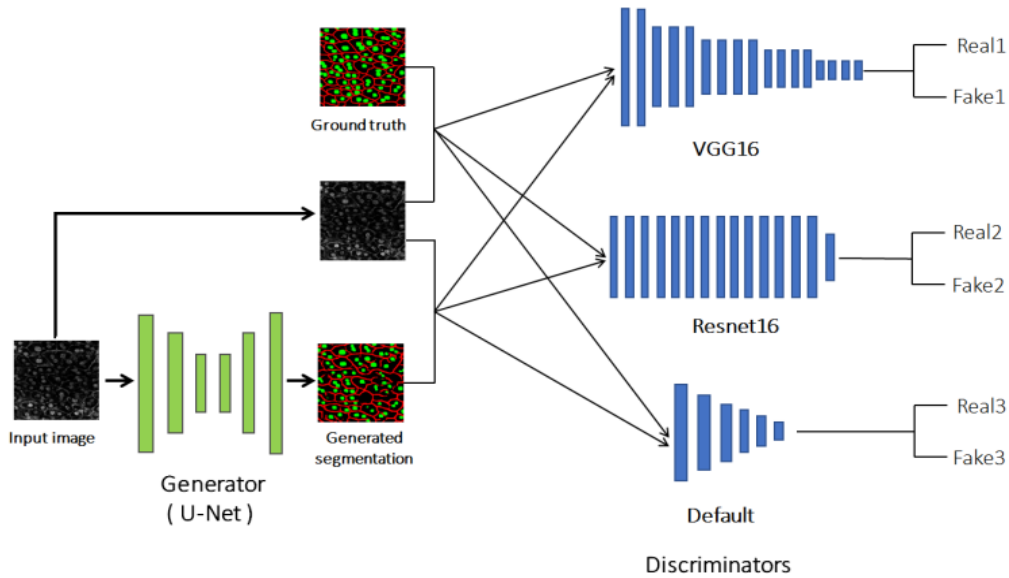 Ground truth
Input image
Generator
( U-Net )
Generated
segmentation
VGG16
Real1
Fake1
Resnet16
Real2
Fake2
Default
Real3
Fake3
Discriminators